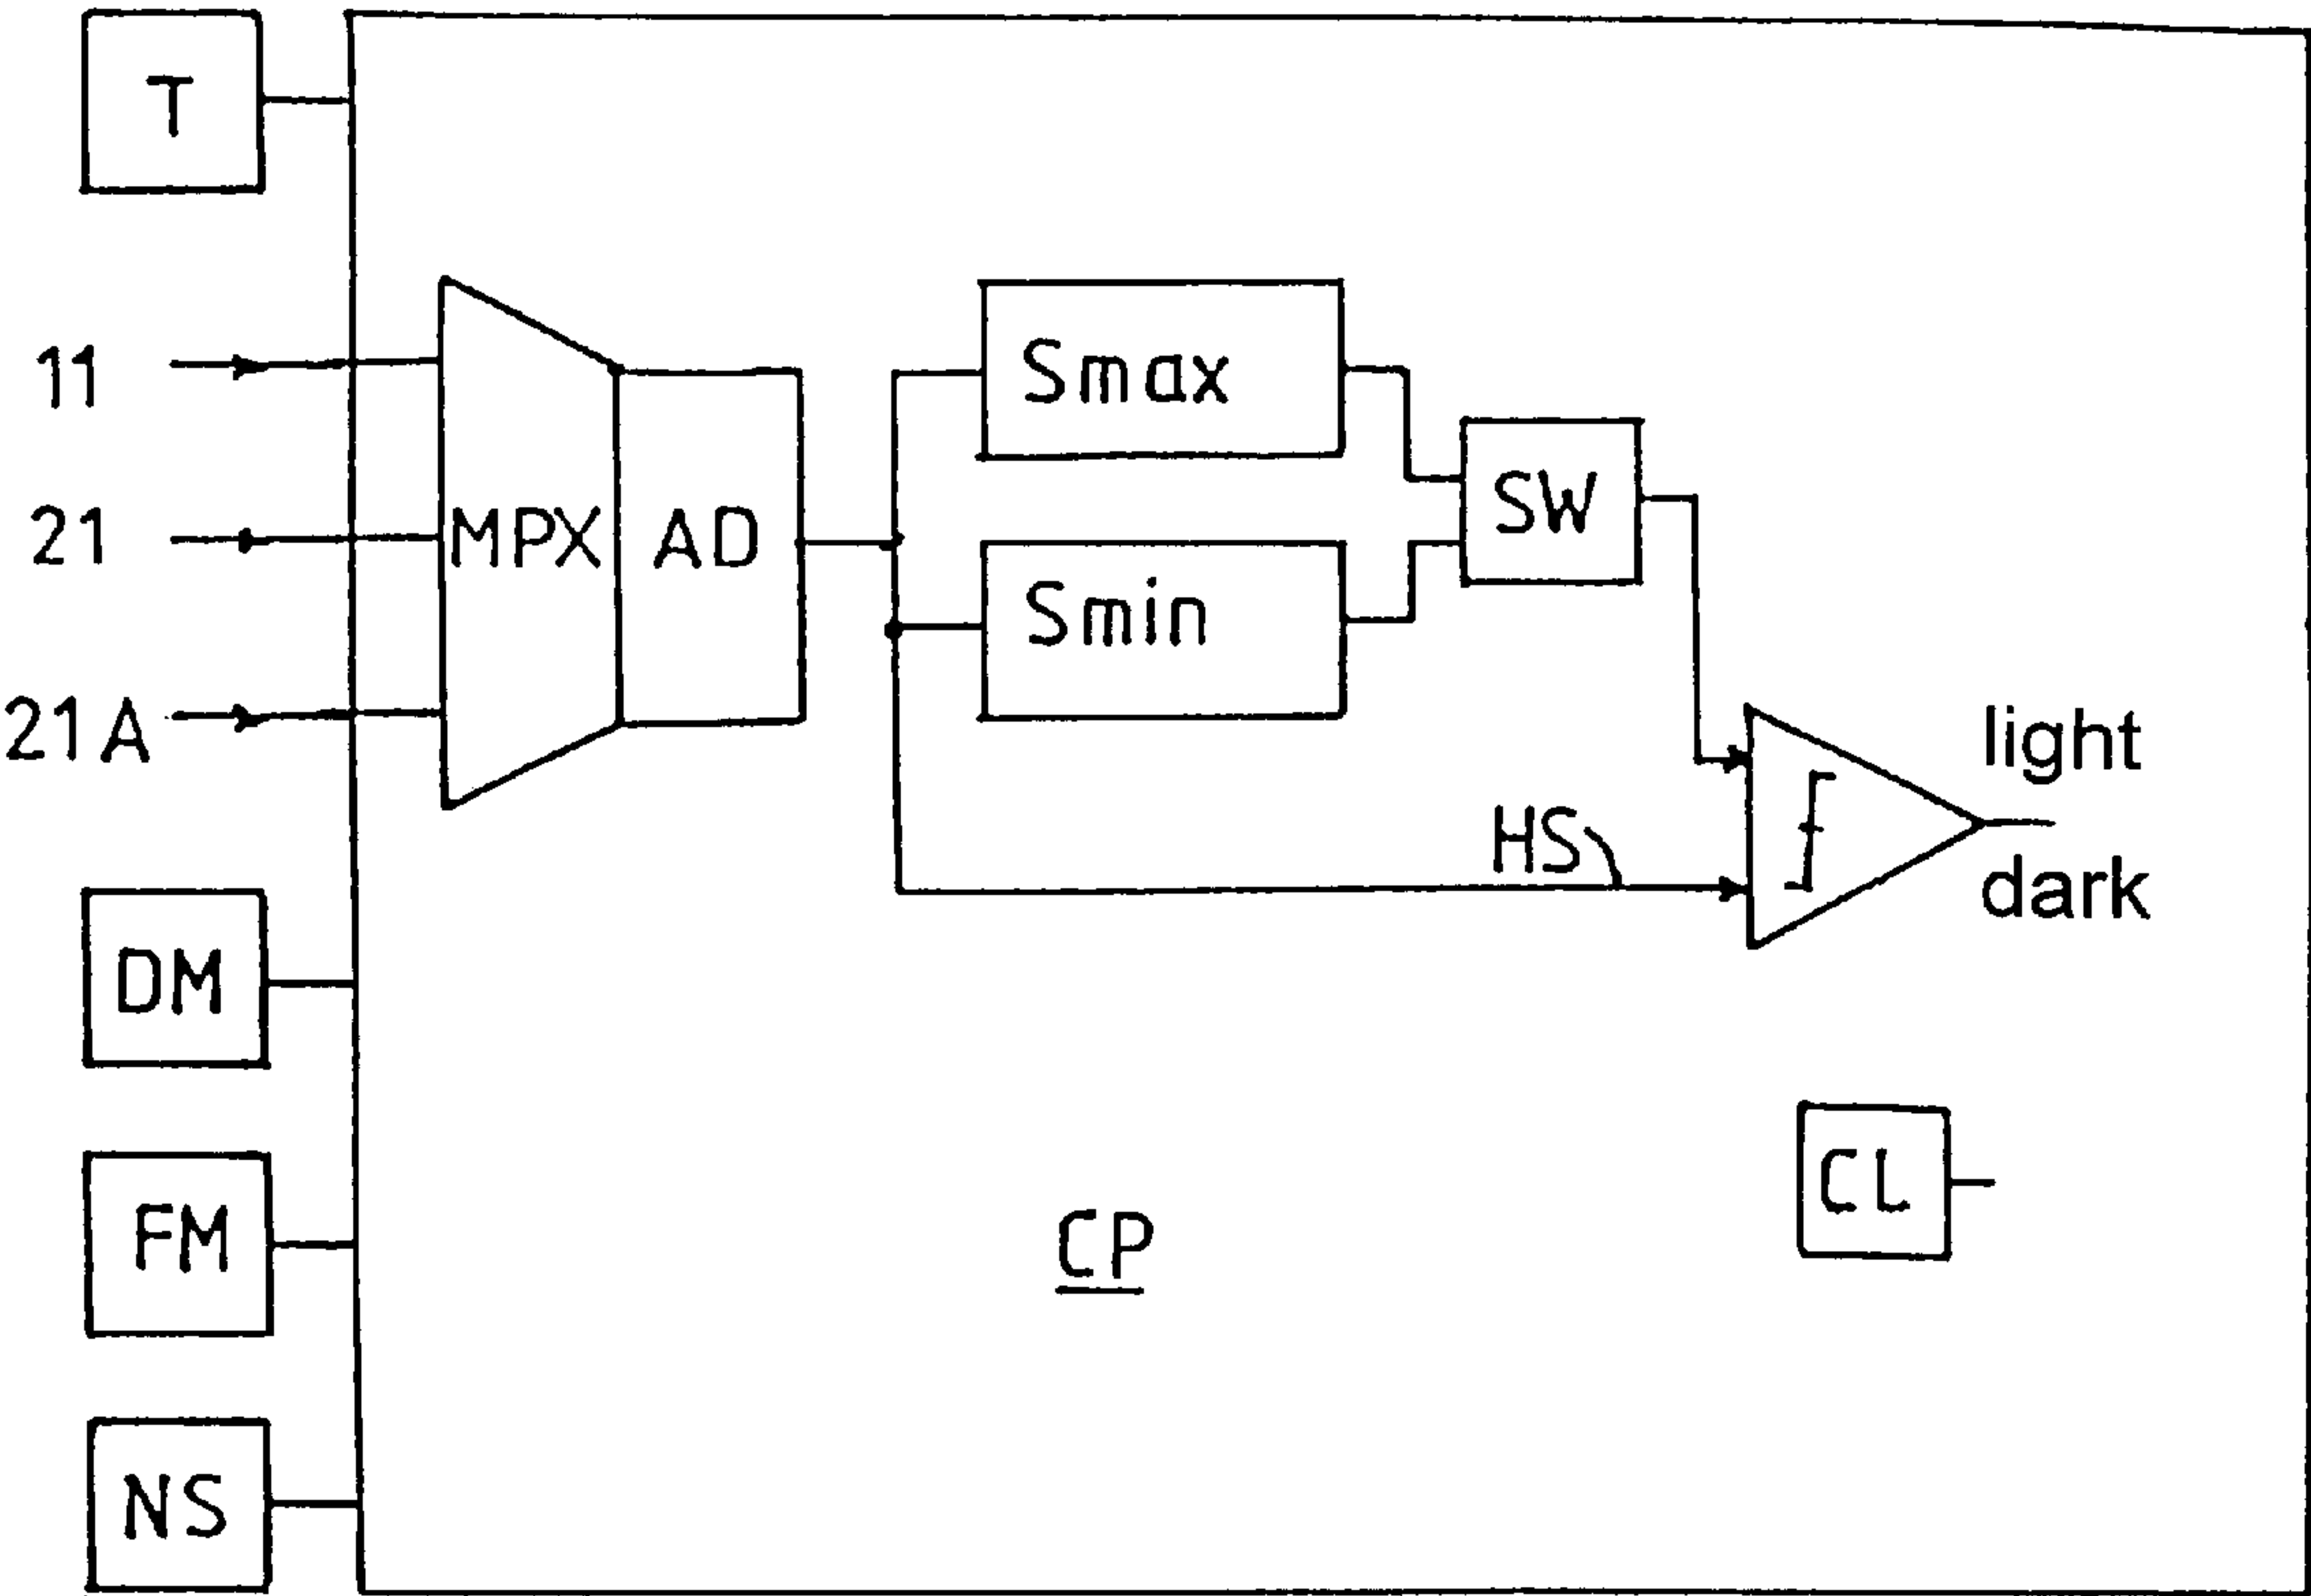 T
11
21
21A
MPX
AD
Smax
Smin
SW
HS
light
dark
DM
FM
NS
CP
CL